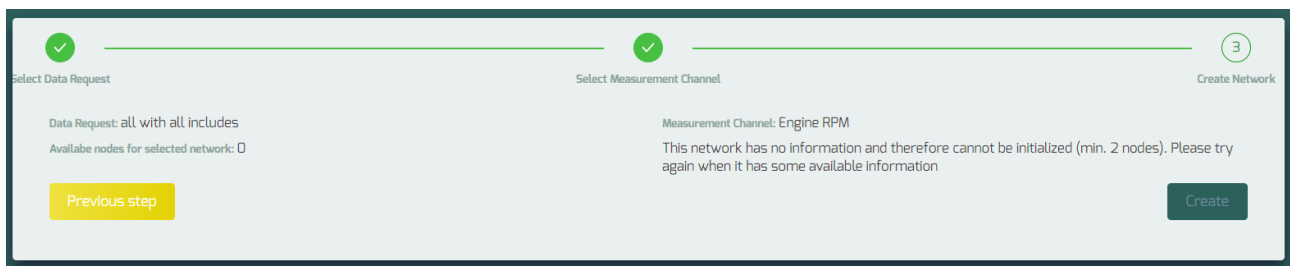 3
Select Data Request
Select Measurement Channel
Create Network
Data Request: all with all includes
Measurement Channel: Engine RPM
Availabe nodes for selected network: 0
This network has no information and therefore cannot be initialized (min. 2 nodes). Please try
again when it has some available information
Previous step
Create